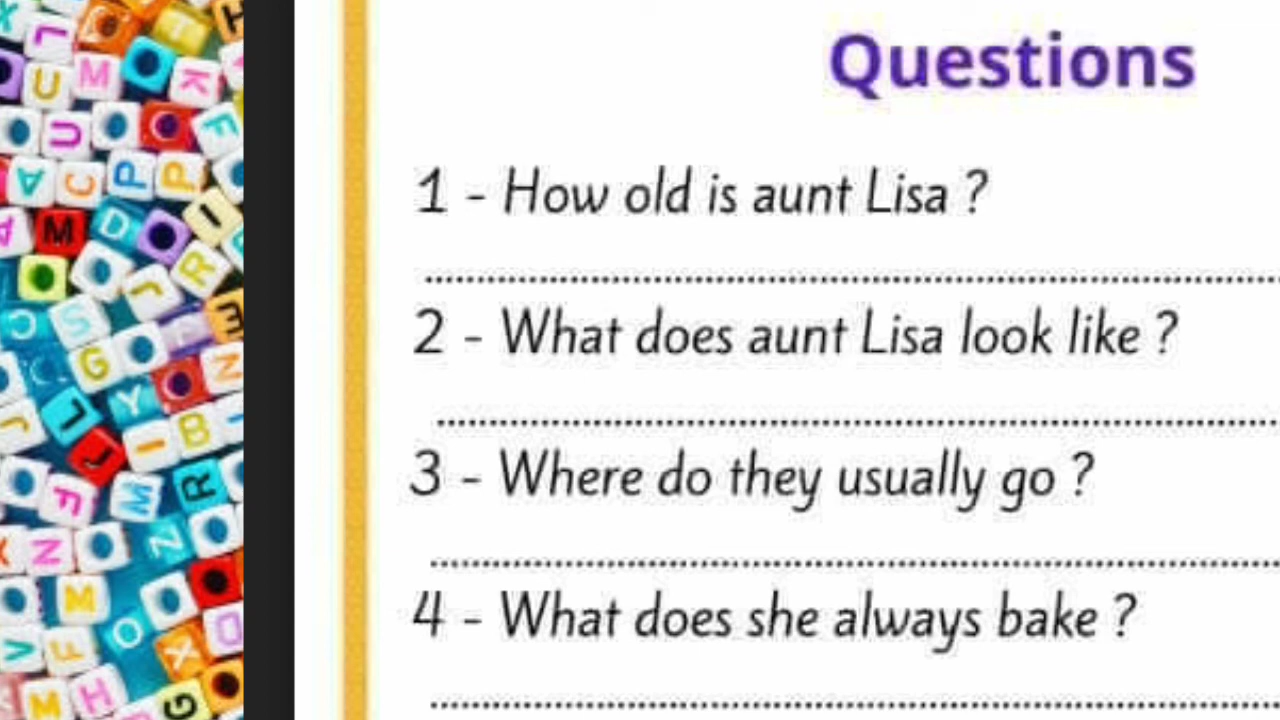 Questions
1 - How old is aunt Lisa ?
................................................................
2 - What does aunt Lisa look like ?
................................................................
3 - Where do they usually go ?
................................................................
4 - What does she always bake ?
................................................................